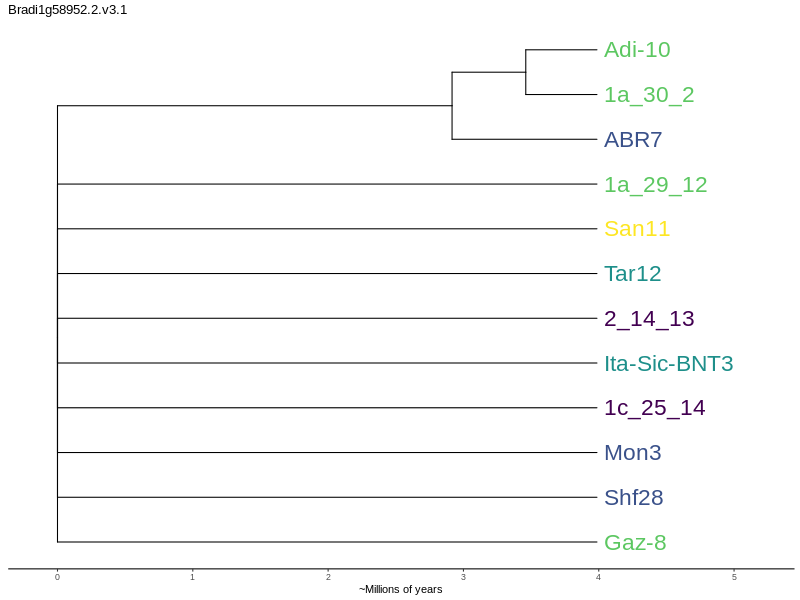 Bradi1g58952.2.v3.1
Adi-10
1a_30_2
ABR7
1a_29_12
San11
Tar12
2_14_13
Ita-Sic-BNT3
1c_25_14
Mon3
Shf28
Gaz-8
0 1 2 3 4 5
~Millions of years